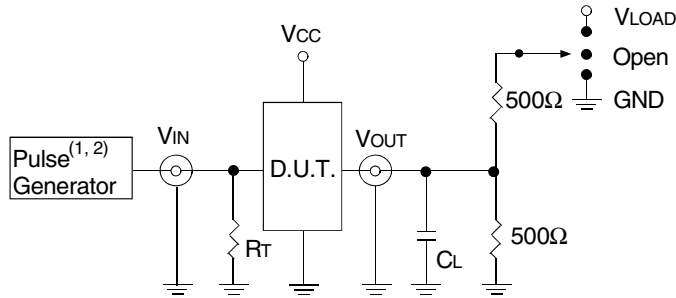 VLOAD
VCC
Open
500Ω
GND
VIN
VOUT
Pulse(1, 2)
Generator
D.U.T.
RT
CL
500Ω